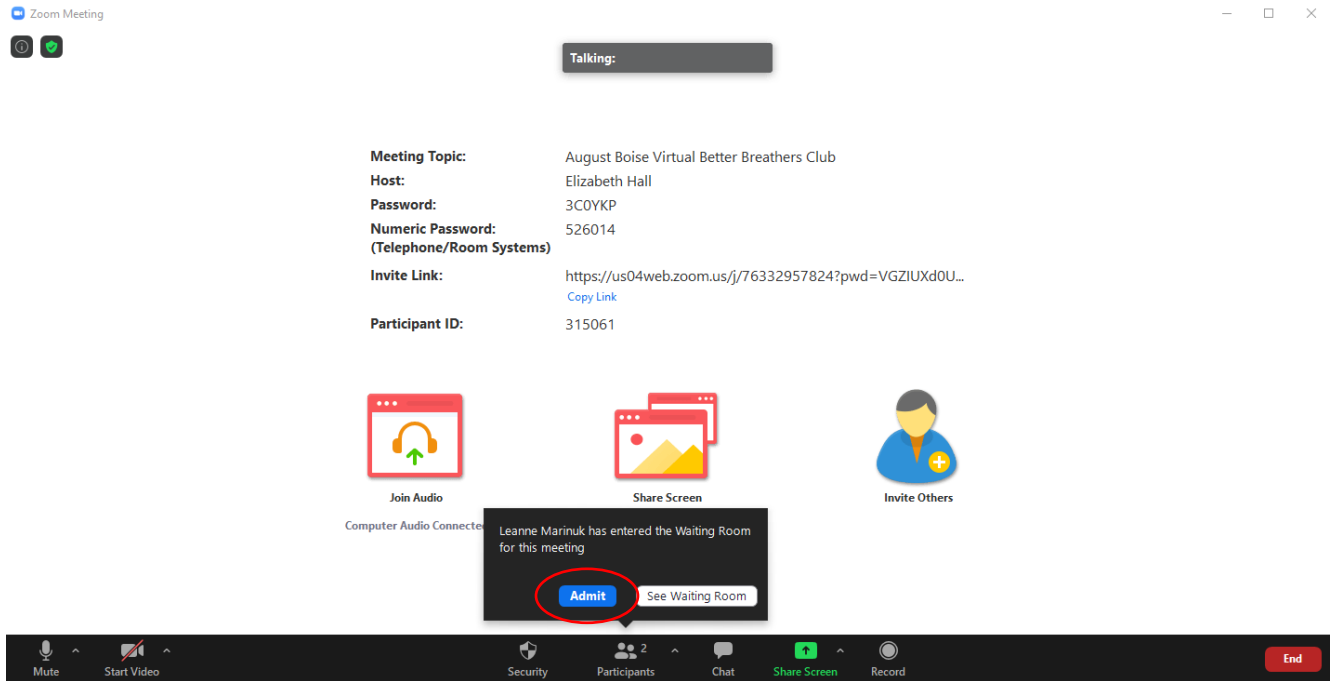 Zoom Meeting
Talking:
Meeting Topic: August Boise Virtual Better Breathers Club
Host: Elizabeth Hall
Password: 3C0YKP
Numeric Password: 526014
(Telephone/Room Systems)
Invite Link: https://us04web.zoom.us/j/76332957824?pwd=VGZIUXd0U...
Copy Link
Participant ID: 315061
Join Audio
Share Screen
Invite Others
Computer Audio Connected
Leanne Marinuk has entered the Waiting Room
for this meeting
Admit
See Waiting Room
Mute
Start Video
Security
2
Participants
Chat
Share Screen
Record
End